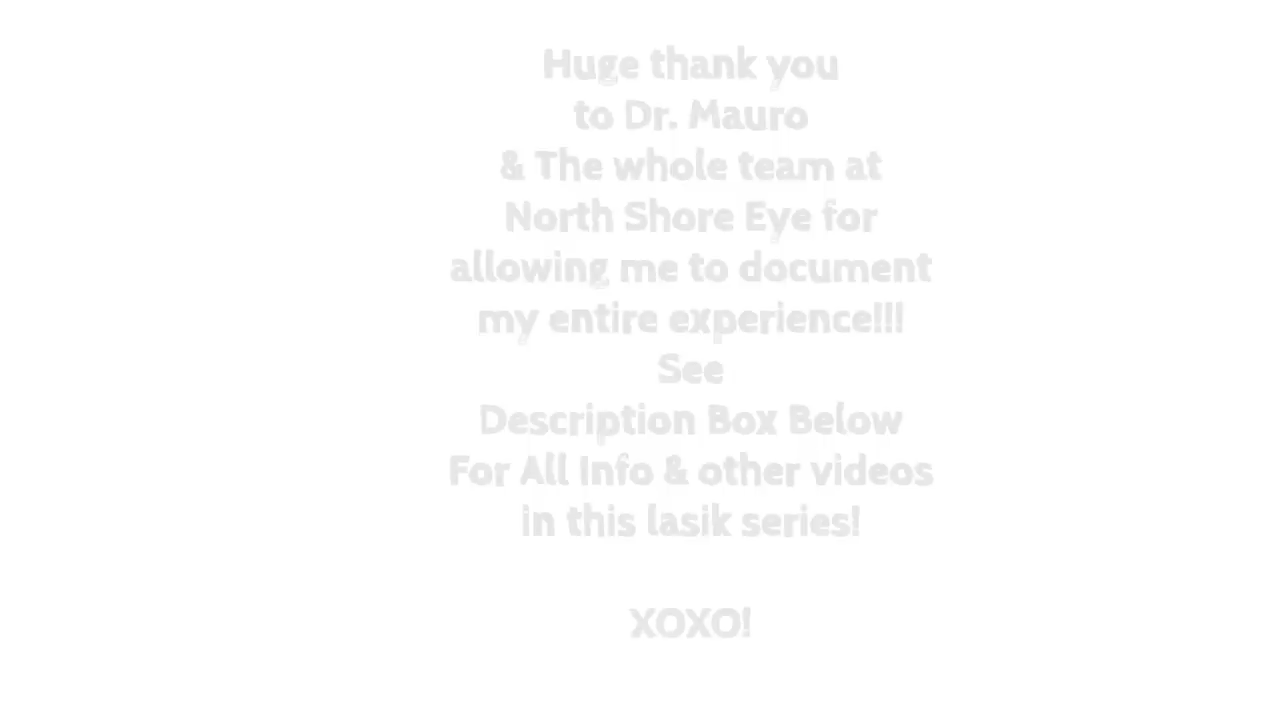 Huge thank you
to Dr. Mauro
& The whole team at
North Shore Eye for
allowing me to document
my entire experience!!!
See
Description Box Below
For All Info & other videos
in this lasik series!
XOXO!